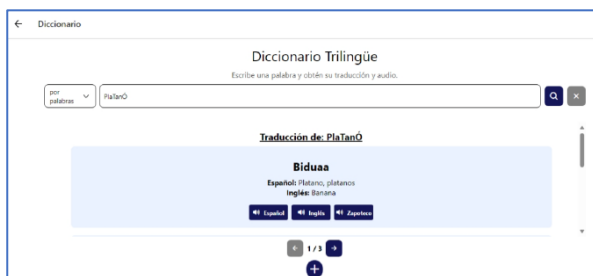 Diccionario
Diccionario Trilingüe
Escribe una palabra y obtén su traducción y audio.
por palabras
PlaTanÓ
Traducción de: PlaTanÓ
Biduaa
Español: Platano, platanos
Inglés: Banana
Español Inglés Zapoteco
1 / 3